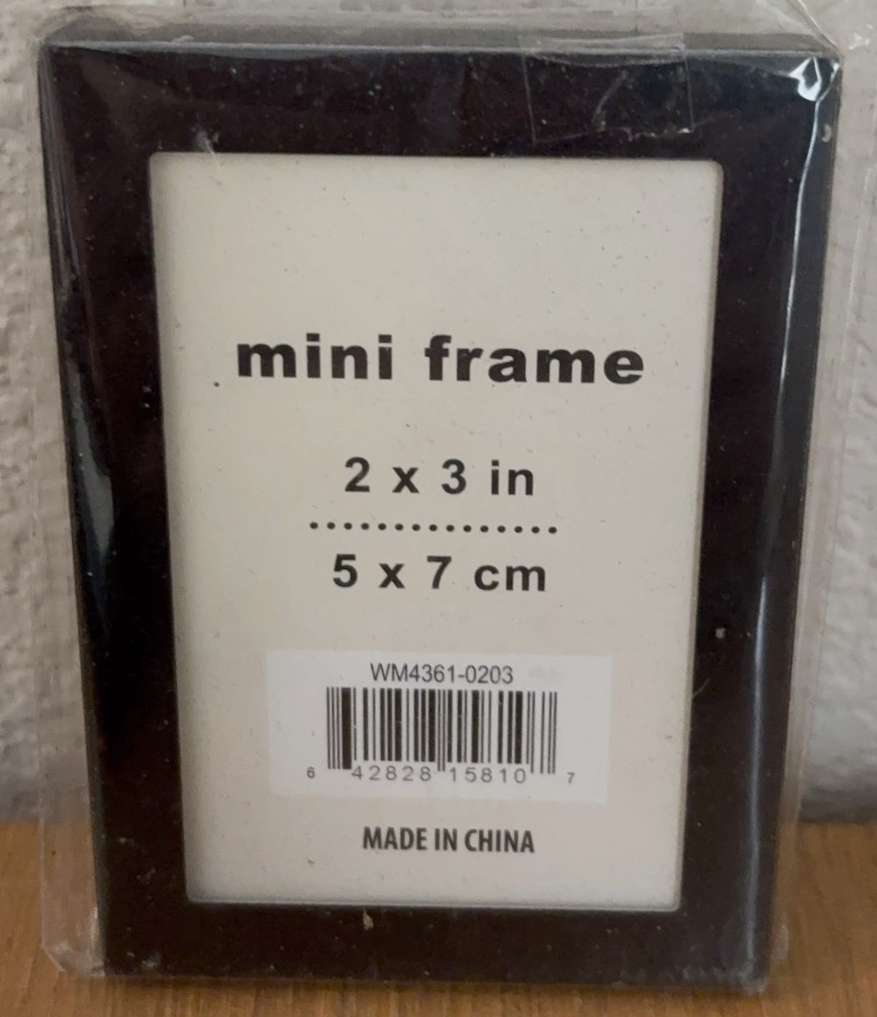 mini frame
2 x 3 in
5 x 7 cm
WM4361-0203
6 42828 15810 7
MADE IN CHINA